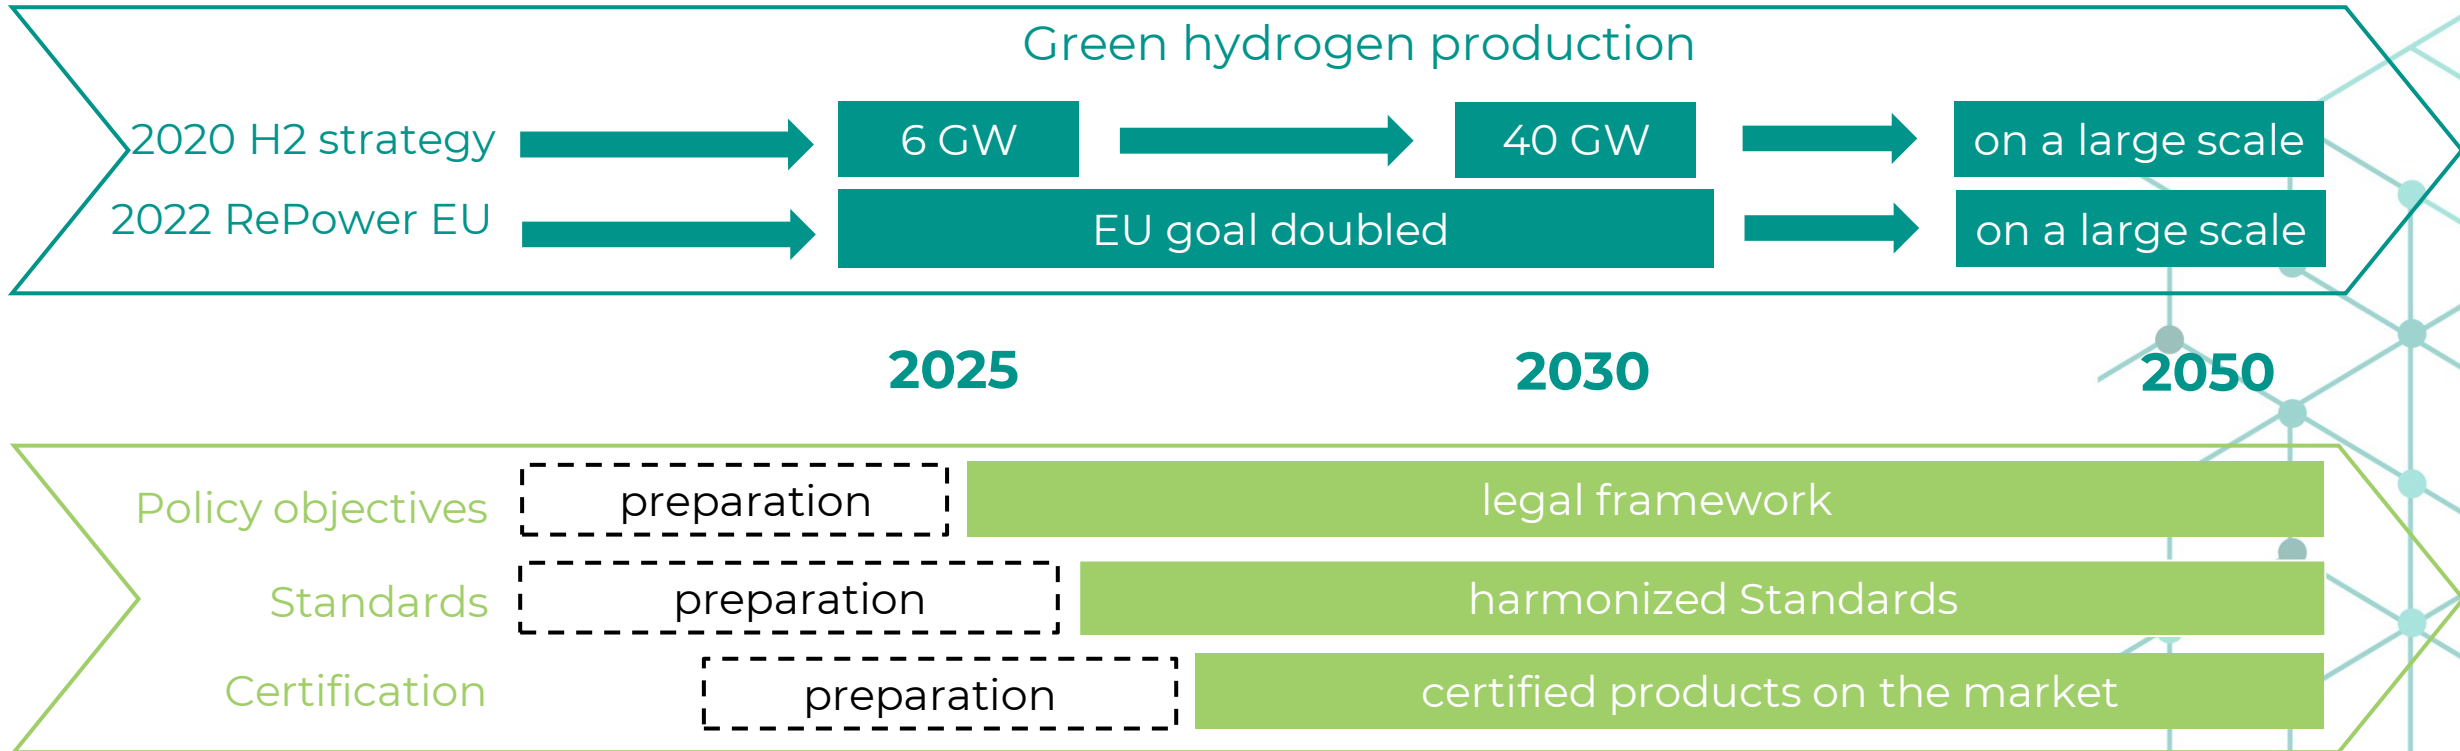 Green hydrogen production
2020 H2 strategy 6 GW 40 GW on a large scale
2022 RePower EU EU goal doubled on a large scale
2025 2030 2050
Policy objectives preparation legal framework
Standards preparation harmonized Standards
Certification preparation certified products on the market